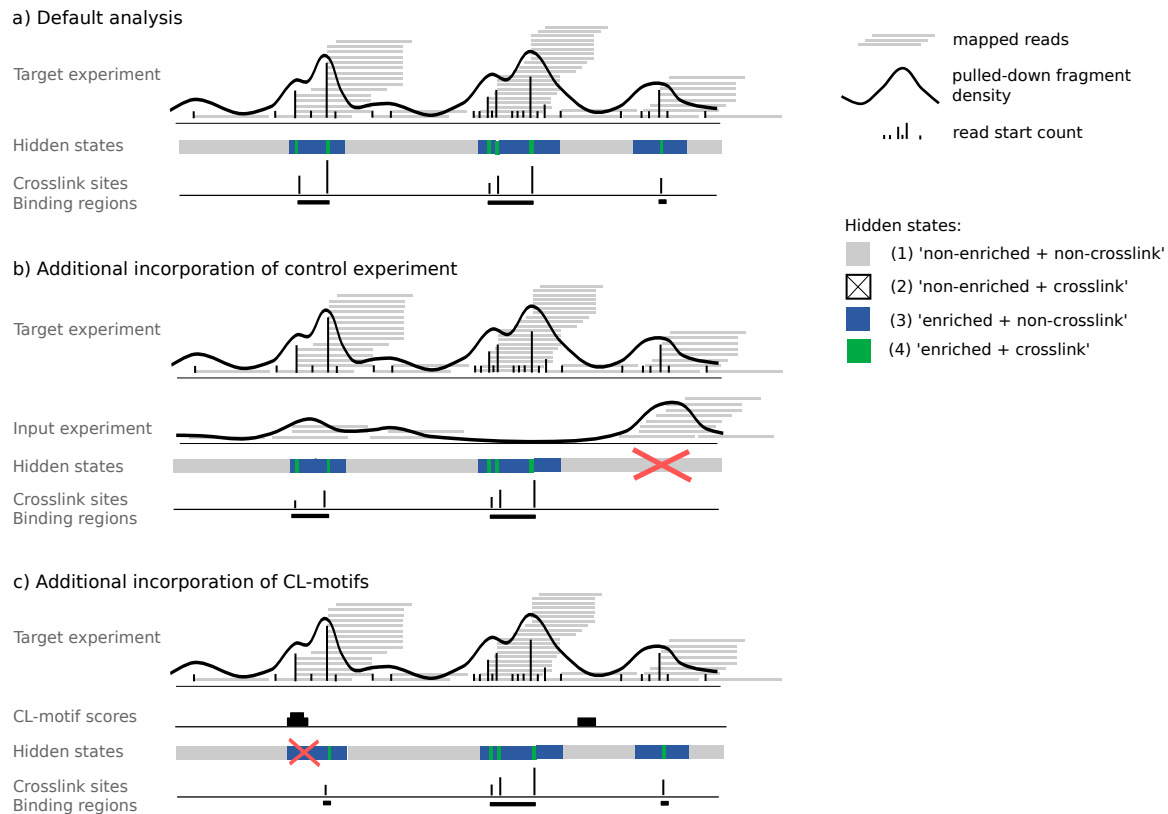 a) Default analysis
Target experiment
Hidden states
Crosslink sites
Binding regions
mapped reads
pulled-down fragment
density
read start count
Hidden states:
(1) 'non-enriched + non-crosslink'
(2) 'non-enriched + crosslink'
(3) 'enriched + non-crosslink'
(4) 'enriched + crosslink'
b) Additional incorporation of control experiment
Target experiment
Input experiment
Hidden states
Crosslink sites
Binding regions
c) Additional incorporation of CL-motifs
Target experiment
CL-motif scores
Hidden states
Crosslink sites
Binding regions